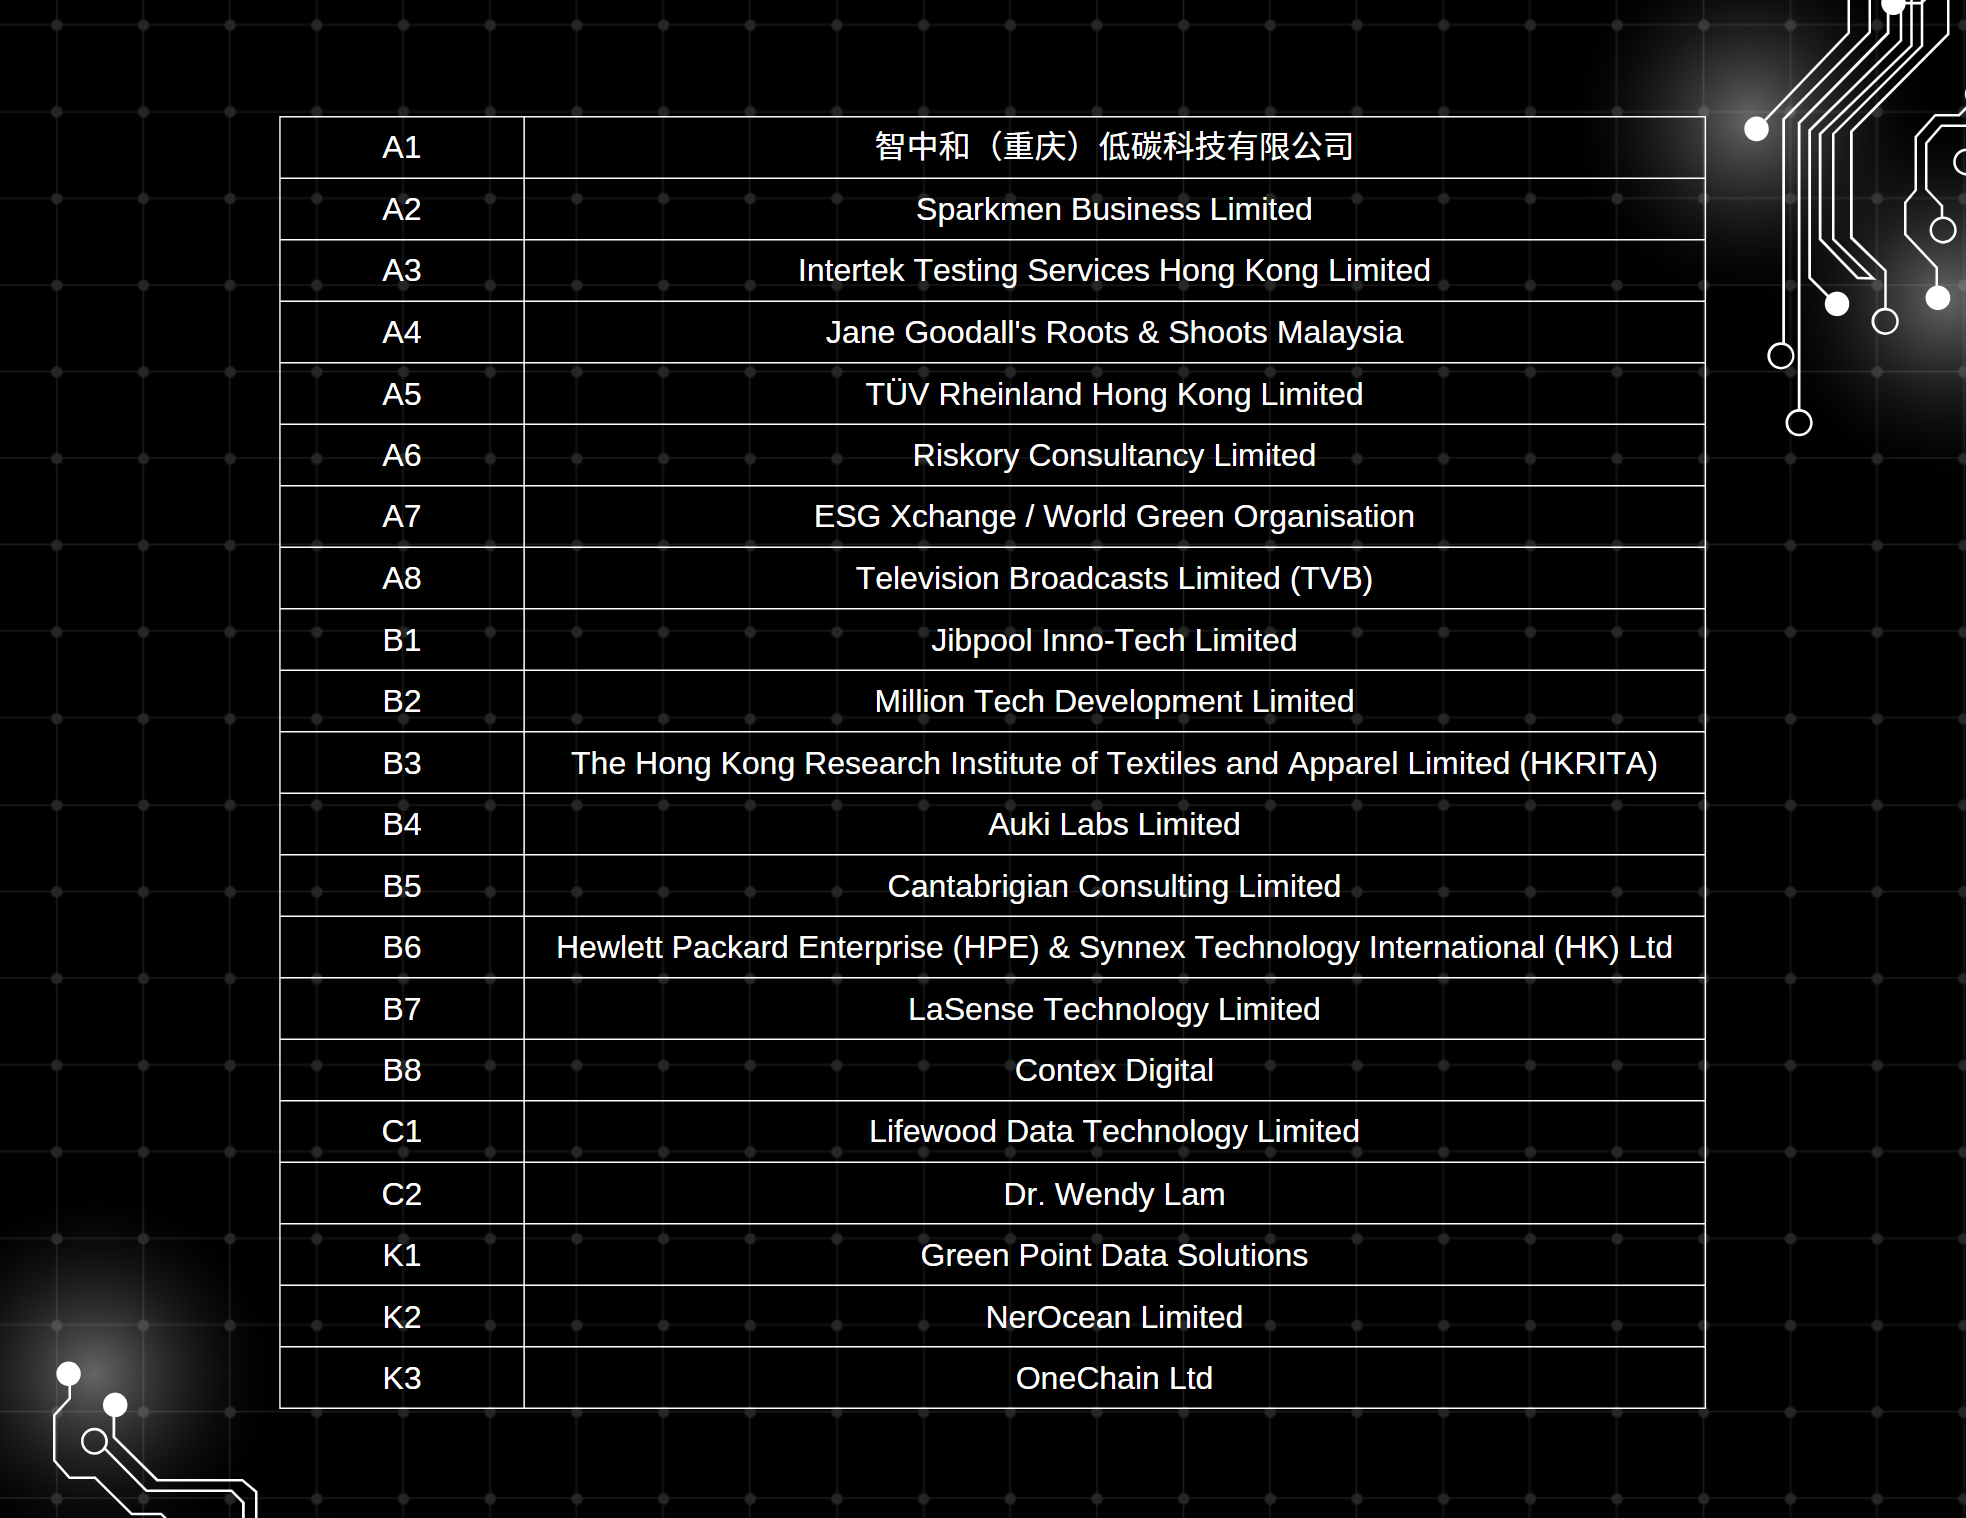 A1 智中和（重庆）低碳科技有限公司
A2 Sparkmen Business Limited
A3 Intertek Testing Services Hong Kong Limited
A4 Jane Goodall's Roots & Shoots Malaysia
A5 TÜV Rheinland Hong Kong Limited
A6 Riskory Consultancy Limited
A7 ESG Xchange / World Green Organisation
A8 Television Broadcasts Limited (TVB)
B1 Jibpool Inno-Tech Limited
B2 Million Tech Development Limited
B3 The Hong Kong Research Institute of Textiles and Apparel Limited (HKRITA)
B4 Auki Labs Limited
B5 Cantabrigian Consulting Limited
B6 Hewlett Packard Enterprise (HPE) & Synnex Technology International (HK) Ltd
B7 LaSense Technology Limited
B8 Contex Digital
C1 Lifewood Data Technology Limited
C2 Dr. Wendy Lam
K1 Green Point Data Solutions
K2 NerOcean Limited
K3 OneChain Ltd